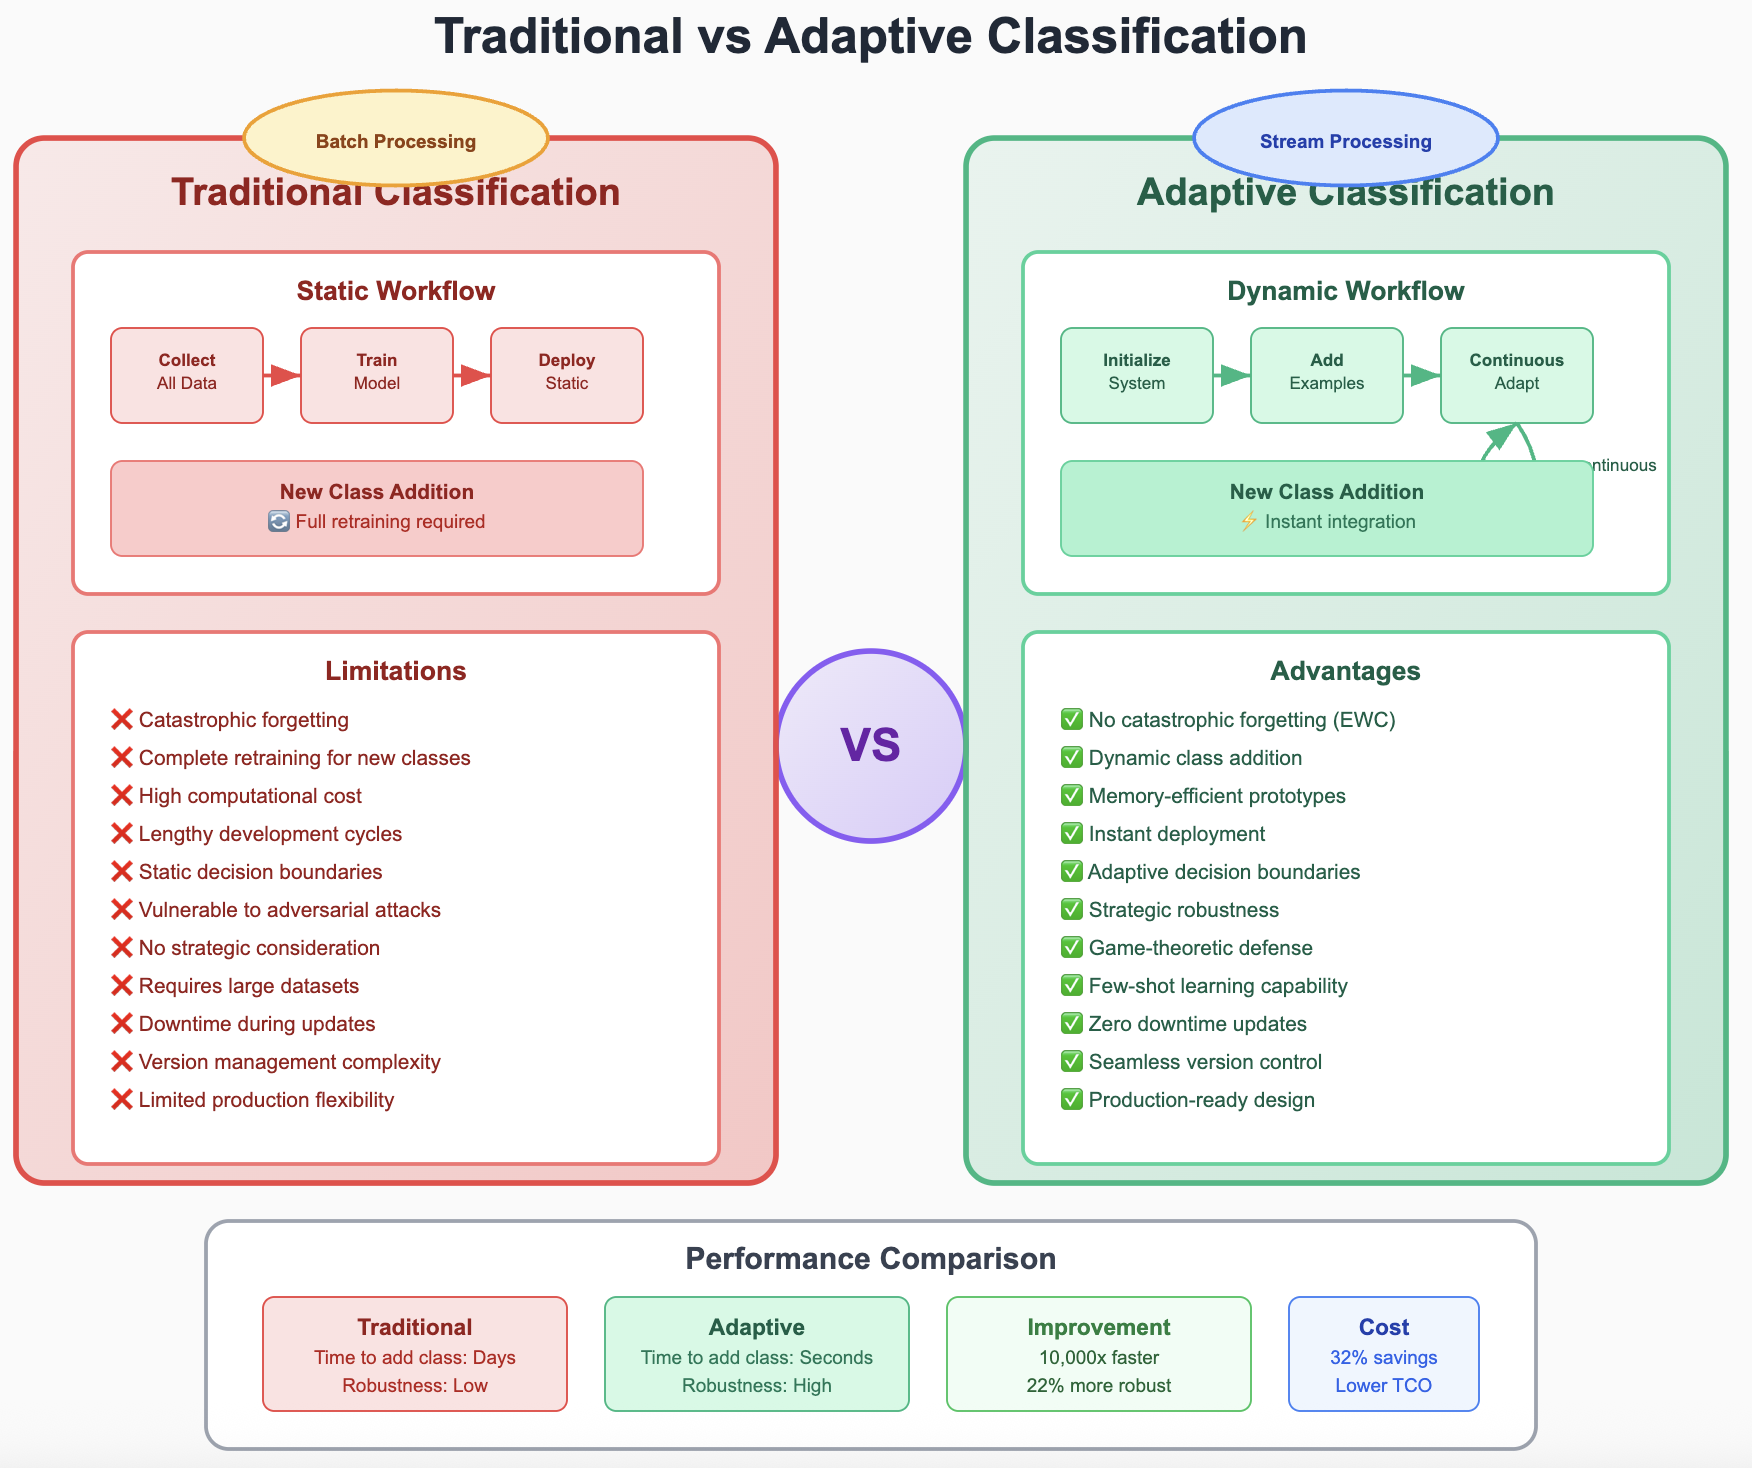 Traditional vs Adaptive Classification
Batch Processing
Traditional Classification
Static Workflow
Collect
All Data
Train
Model
Deploy
Static
New Class Addition
🔄 Full retraining required
Limitations
❌ Catastrophic forgetting
❌ Complete retraining for new classes
❌ High computational cost
❌ Lengthy development cycles
❌ Static decision boundaries
❌ Vulnerable to adversarial attacks
❌ No strategic consideration
❌ Requires large datasets
❌ Downtime during updates
❌ Version management complexity
❌ Limited production flexibility
VS
Stream Processing
Adaptive Classification
Dynamic Workflow
Initialize
System
Add
Examples
Continuous
Adapt
ntinuous
New Class Addition
⚡ Instant integration
Advantages
✅ No catastrophic forgetting (EWC)
✅ Dynamic class addition
✅ Memory-efficient prototypes
✅ Instant deployment
✅ Adaptive decision boundaries
✅ Strategic robustness
✅ Game-theoretic defense
✅ Few-shot learning capability
✅ Zero downtime updates
✅ Seamless version control
✅ Production-ready design
Performance Comparison
Traditional
Time to add class: Days
Robustness: Low
Adaptive
Time to add class: Seconds
Robustness: High
Improvement
10,000x faster
22% more robust
Cost
32% savings
Lower TCO